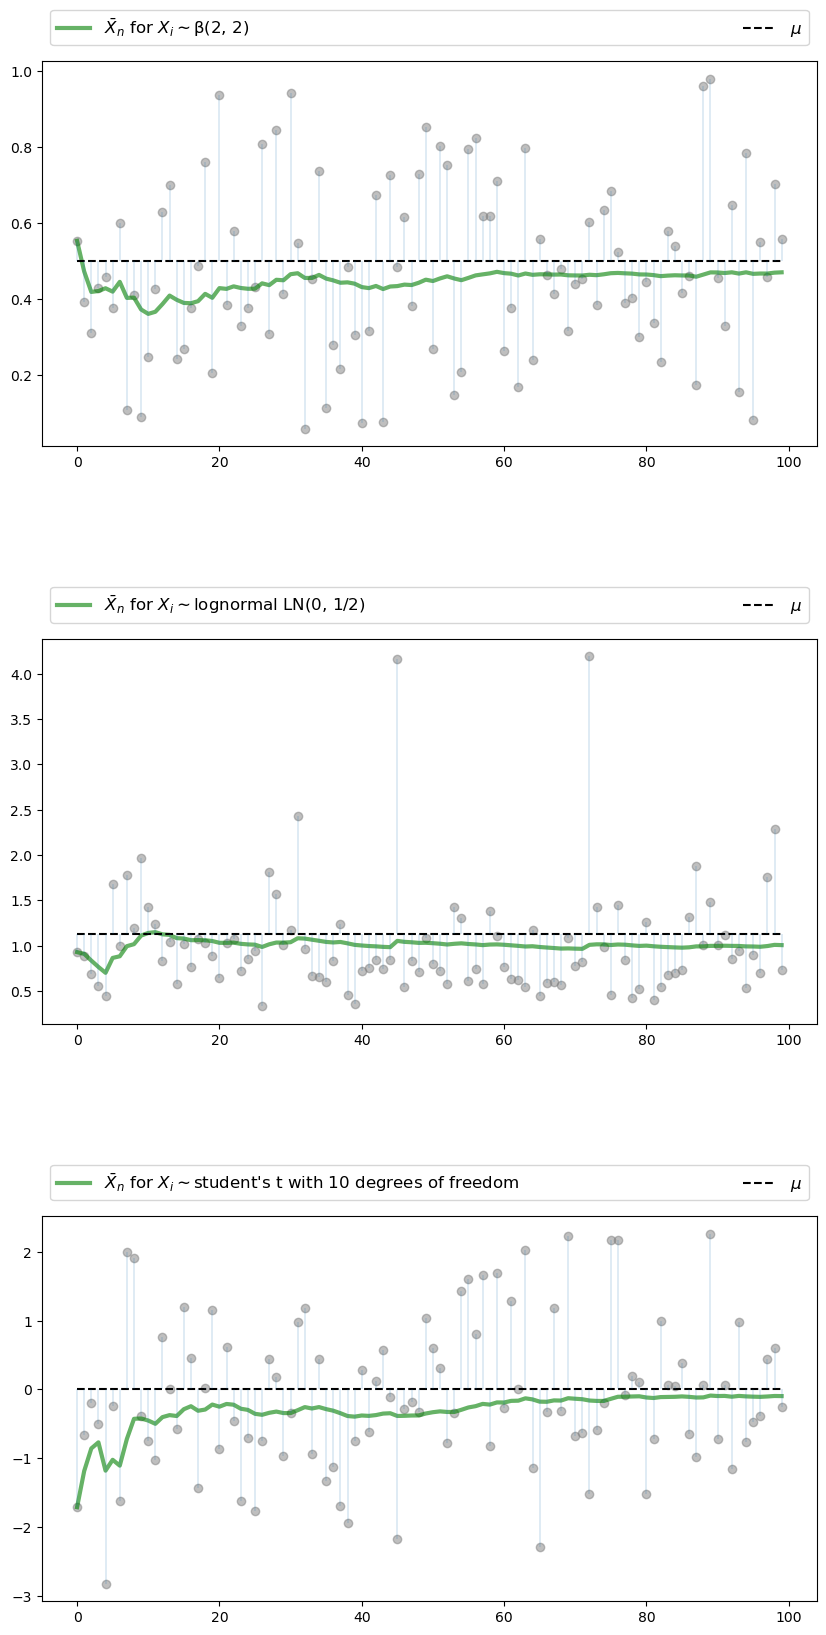 X̄ₙ for Xᵢ ∼ β(2, 2)
μ
1.0
0.8
0.6
0.4
0.2
0 20 40 60 80 100
X̄ₙ for Xᵢ ∼ lognormal LN(0, 1/2)
μ
4.0
3.5
3.0
2.5
2.0
1.5
1.0
0.5
0 20 40 60 80 100
X̄ₙ for Xᵢ ∼ student's t with 10 degrees of freedom
μ
2
1
0
−1
−2
−3
0 20 40 60 80 100